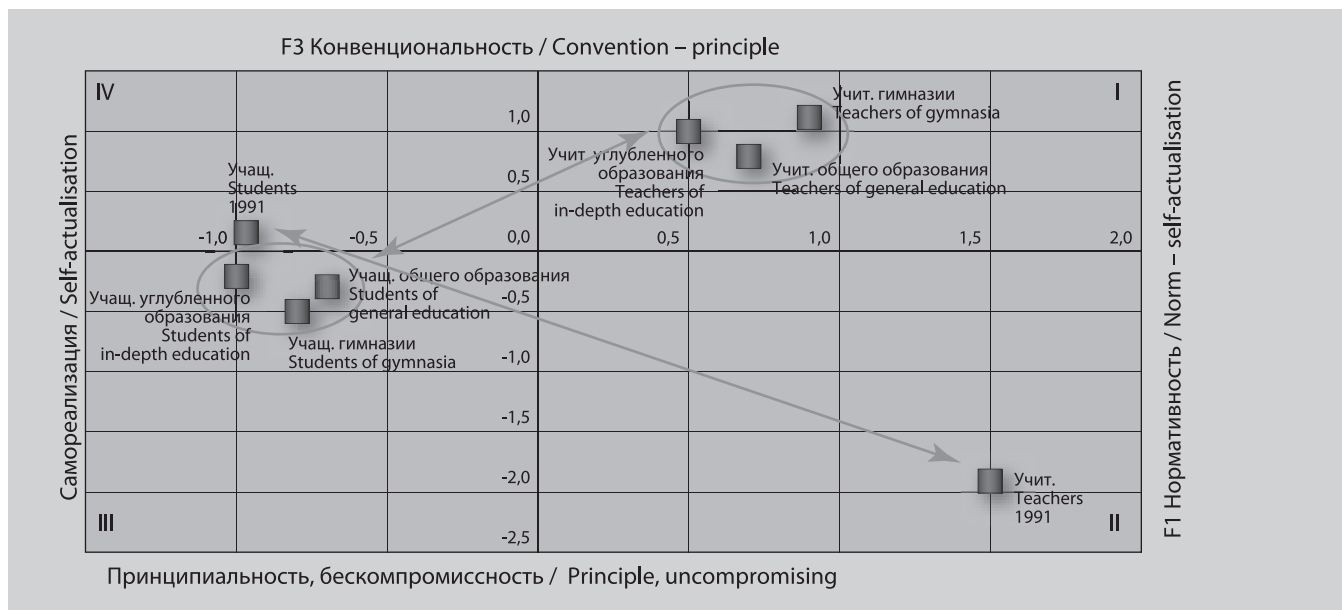 F3 Конвенциональность / Convention – principle
IV
I
Учит. гимназии
Teachers of gymnasia
1,0
Учит. углубленного
образования
Teachers of
in-depth education
Учит. общего образования
Teachers of general education
Учащ.
Students
1991
0,5
-1,0
-0,5
0,0
0,5
1,0
1,5
2,0
Учащ. общего образования
Students of
general education
Учащ. углубленного
образования
Students of
in-depth education
-0,5
Учащ. гимназии
Students of gymnasia
-1,0
-1,5
-2,0
Учит.
Teachers
1991
III
II
-2,5
Самореализация / Self-actualisation
F1 Нормативность / Norm – self-actualisation
Принципиальность, бескомпромиссность / Principle, uncompromising